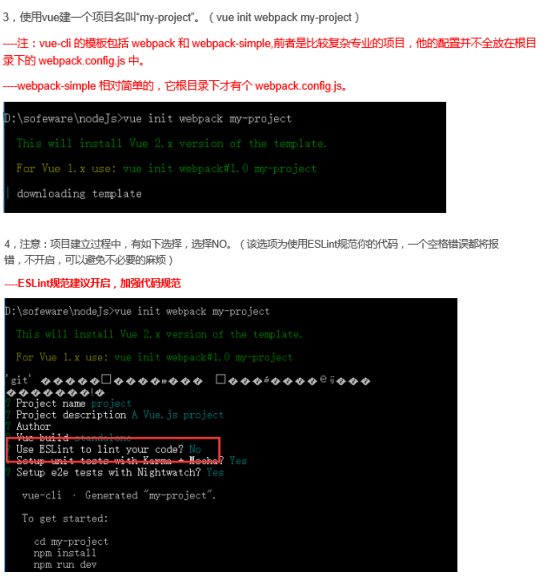 3，使用vue建一个项目名叫“my-project”。（vue init webpack my-project）
----注：vue-cli 的模板包括 webpack 和 webpack-simple,前者是比较复杂专业的项目，他的配置并不全放在根目
录下的 webpack.config.js 中。
----webpack-simple 相对简单的，它根目录下才有个 webpack.config.js。
D:\sofeware\nodeJs>vue init webpack my-project
This will install Vue 2.x version of the template.
For Vue 1.x use: vue init webpack#1.0 my-project
| downloading template
4，注意：项目建立过程中，有如下选择，选择NO。（该选项为使用ESLint规范你的代码，一个空格错误都将报
错，不开启，可以避免不必要的麻烦）
----ESLint规范建议开启，加强代码规范
D:\sofeware\nodeJs>vue init webpack my-project
This will install Vue 2.x version of the template.
For Vue 1.x use: vue init webpack#1.0 my-project
'git'
? Project name project
? Project description A Vue.js project
? Author
? Vue build standalone
? Use ESLint to lint your code? No
? Setup unit tests with Karma + Mocha? Yes
? Setup e2e tests with Nightwatch? Yes
vue-cli · Generated "my-project".
To get started:
cd my-project
npm install
npm run dev